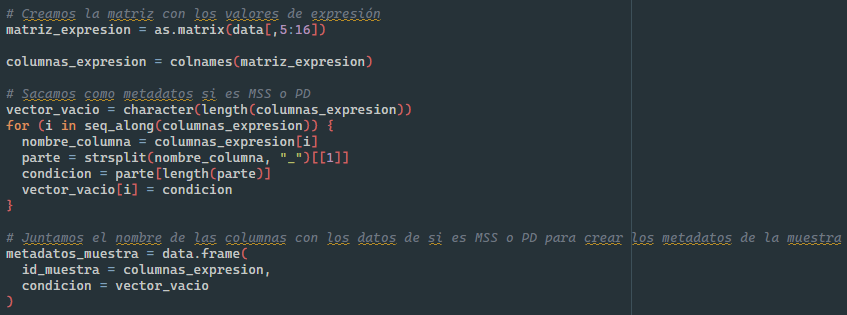 # Creamos la matriz con los valores de expresión
matriz_expresion = as.matrix(data[,5:16])
columnas_expresion = colnames(matriz_expresion)
# Sacamos como metadatos si es MSS o PD
vector_vacio = character(length(columnas_expresion))
for (i in seq_along(columnas_expresion)) {
  nombre_columna = columnas_expresion[i]
  parte = strsplit(nombre_columna, "_")[[1]]
  condicion = parte[length(parte)]
  vector_vacio[i] = condicion
}
# Juntamos el nombre de las columnas con los datos de si es MSS o PD para crear los metadatos de la muestra
metadatos_muestra = data.frame(
  id_muestra = columnas_expresion,
  condicion = vector_vacio
)